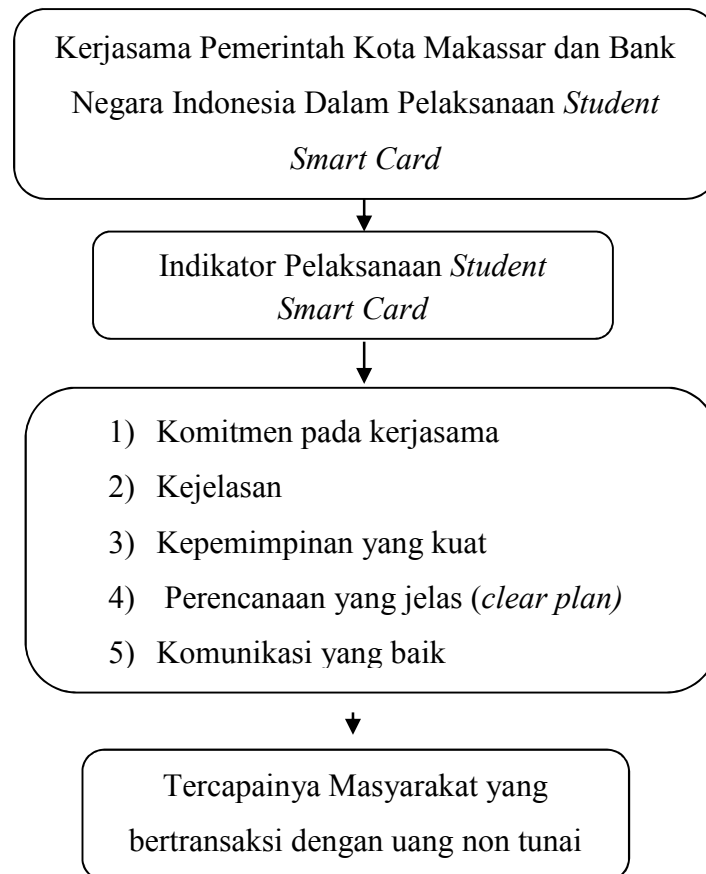 Kerjasama Pemerintah Kota Makassar dan Bank
Negara Indonesia Dalam Pelaksanaan Student
Smart Card
Indikator Pelaksanaan Student
Smart Card
1) Komitmen pada kerjasama
2) Kejelasan
3) Kepemimpinan yang kuat
4) Perencanaan yang jelas (clear plan)
5) Komunikasi yang baik
Tercapainya Masyarakat yang
bertransaksi dengan uang non tunai